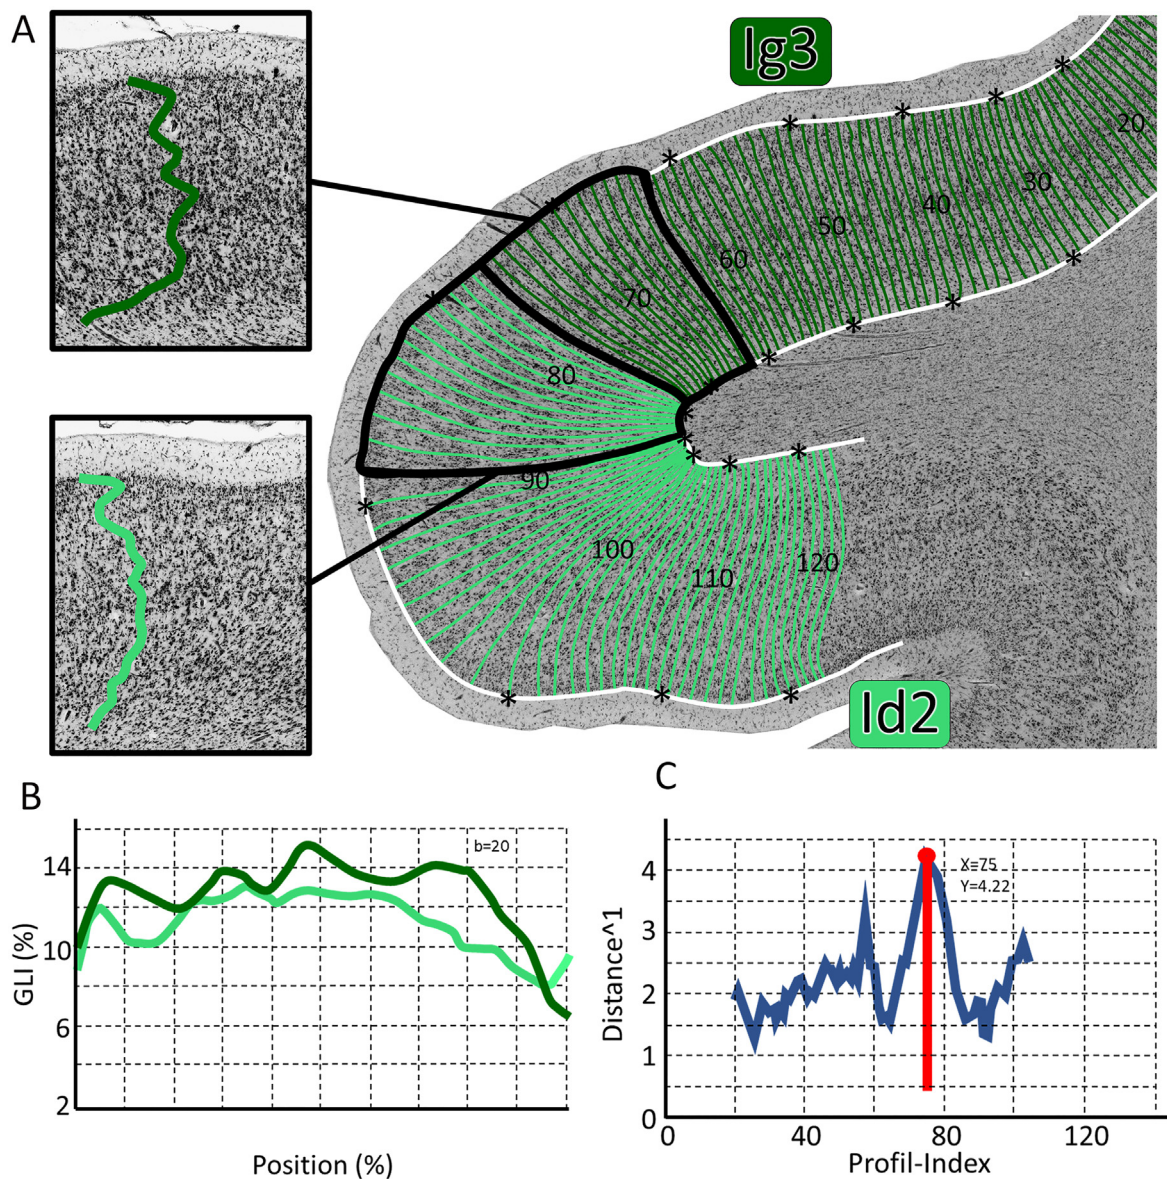 A
Ig3
20
30
40
50
60
70
80
90
100
110
120
Id2
B
14
10
6
2
GLI (%)
b=20
Position (%)
C
4
3
2
1
0
Distance^1
X=75
Y=4.22
0 40 80 120
Profil-Index